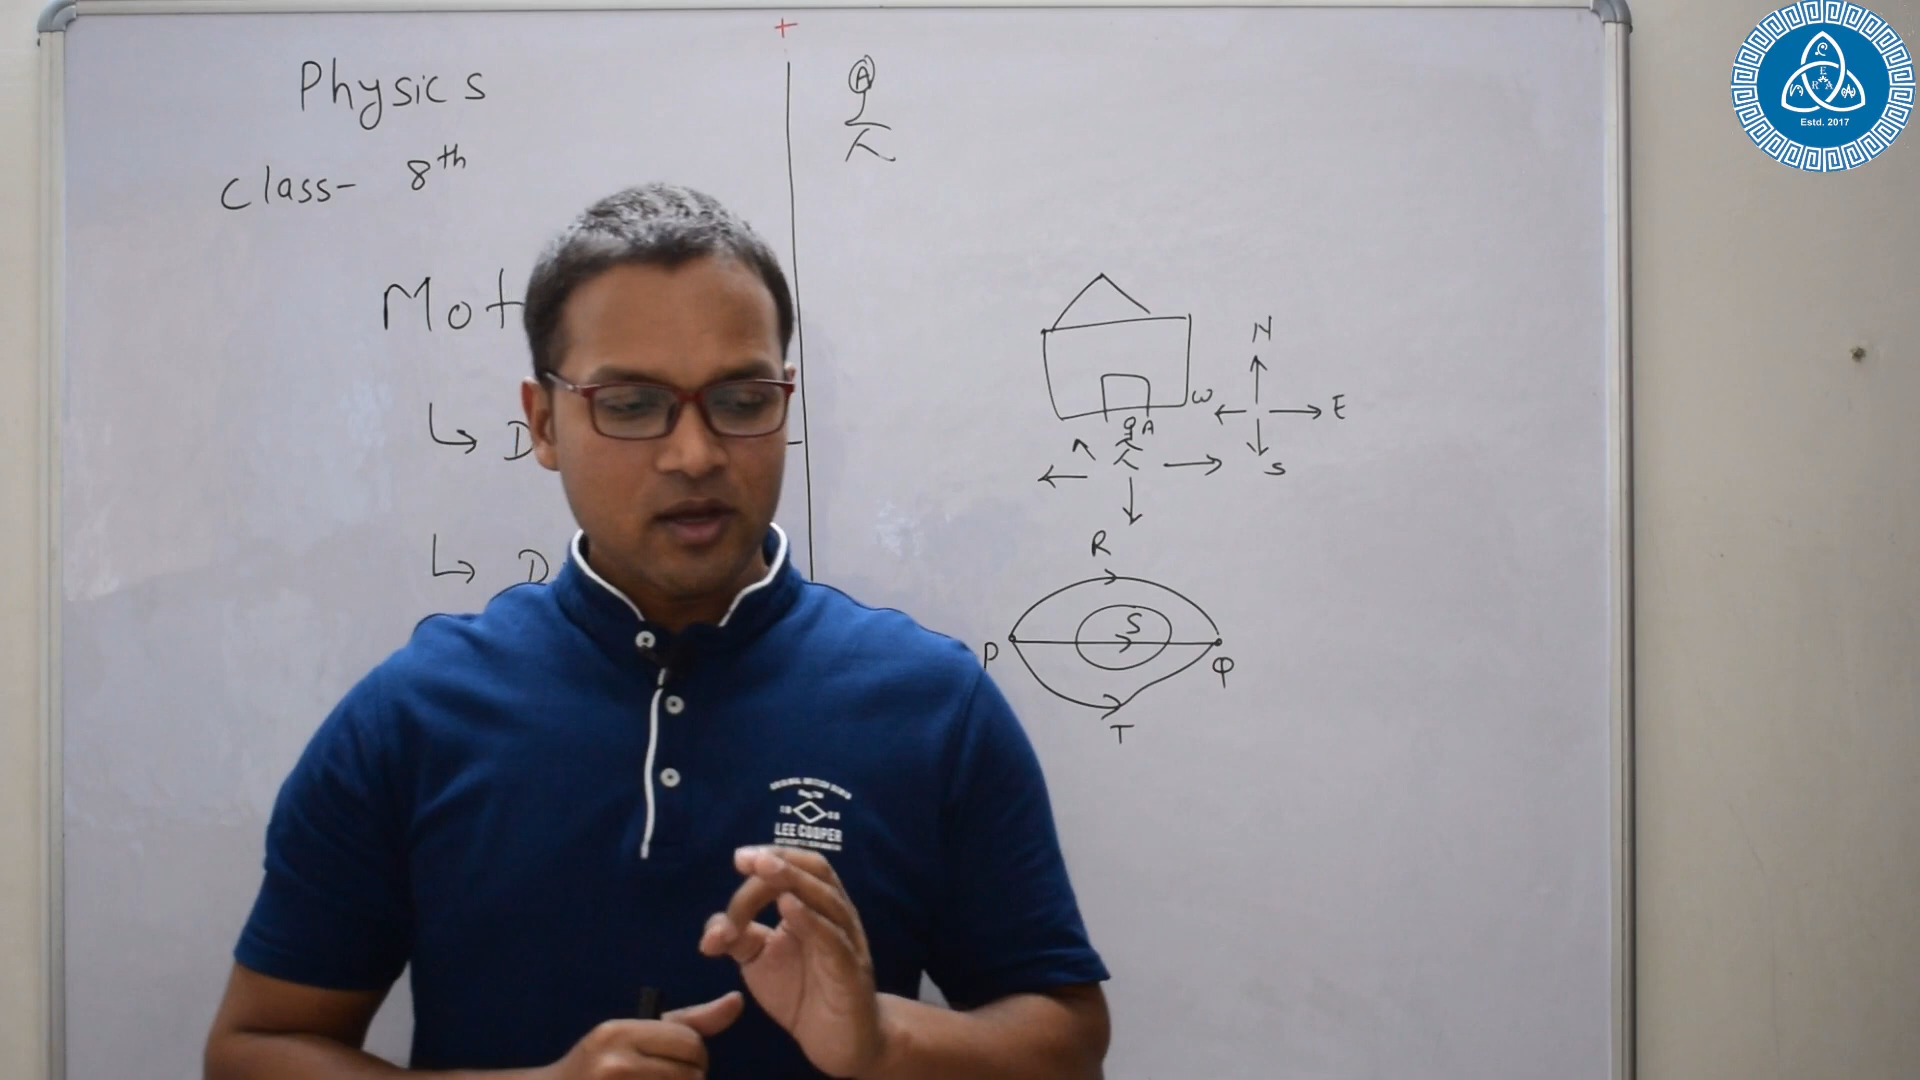 Physics
Class- 8th
Mot
D
D
A
N
W
E
S
A
R
S
P
Q
T
LEE COOPER
L
E
R
A
N
Estd. 2017